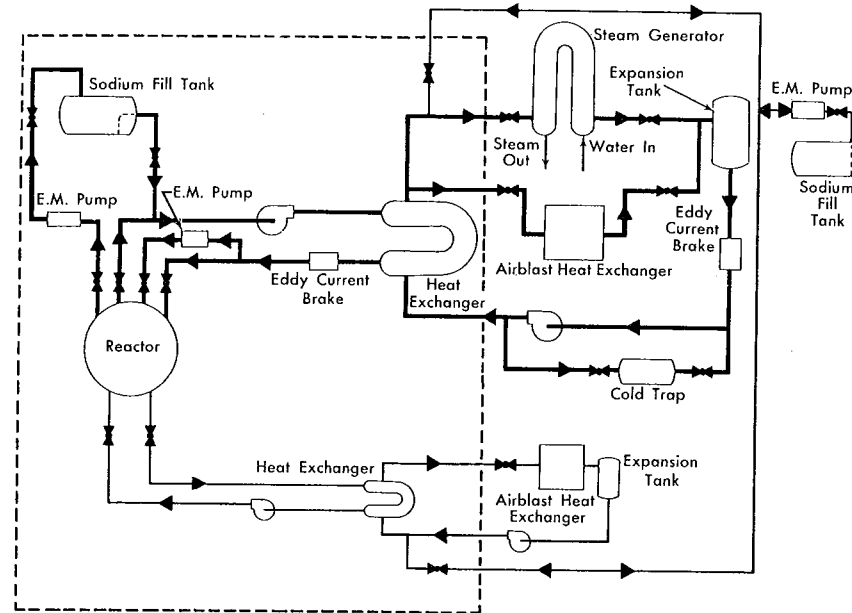 Steam Generator
Sodium Fill Tank
Expansion
Tank
E.M. Pump
Steam
Out
Water In
E.M. Pump
E.M. Pump
Sodium
Fill
Tank
Eddy
Current
Brake
Airblast Heat Exchanger
Eddy Current
Brake
Heat
Exchanger
Reactor
Cold Trap
Heat Exchanger
Expansion
Tank
Airblast Heat
Exchanger